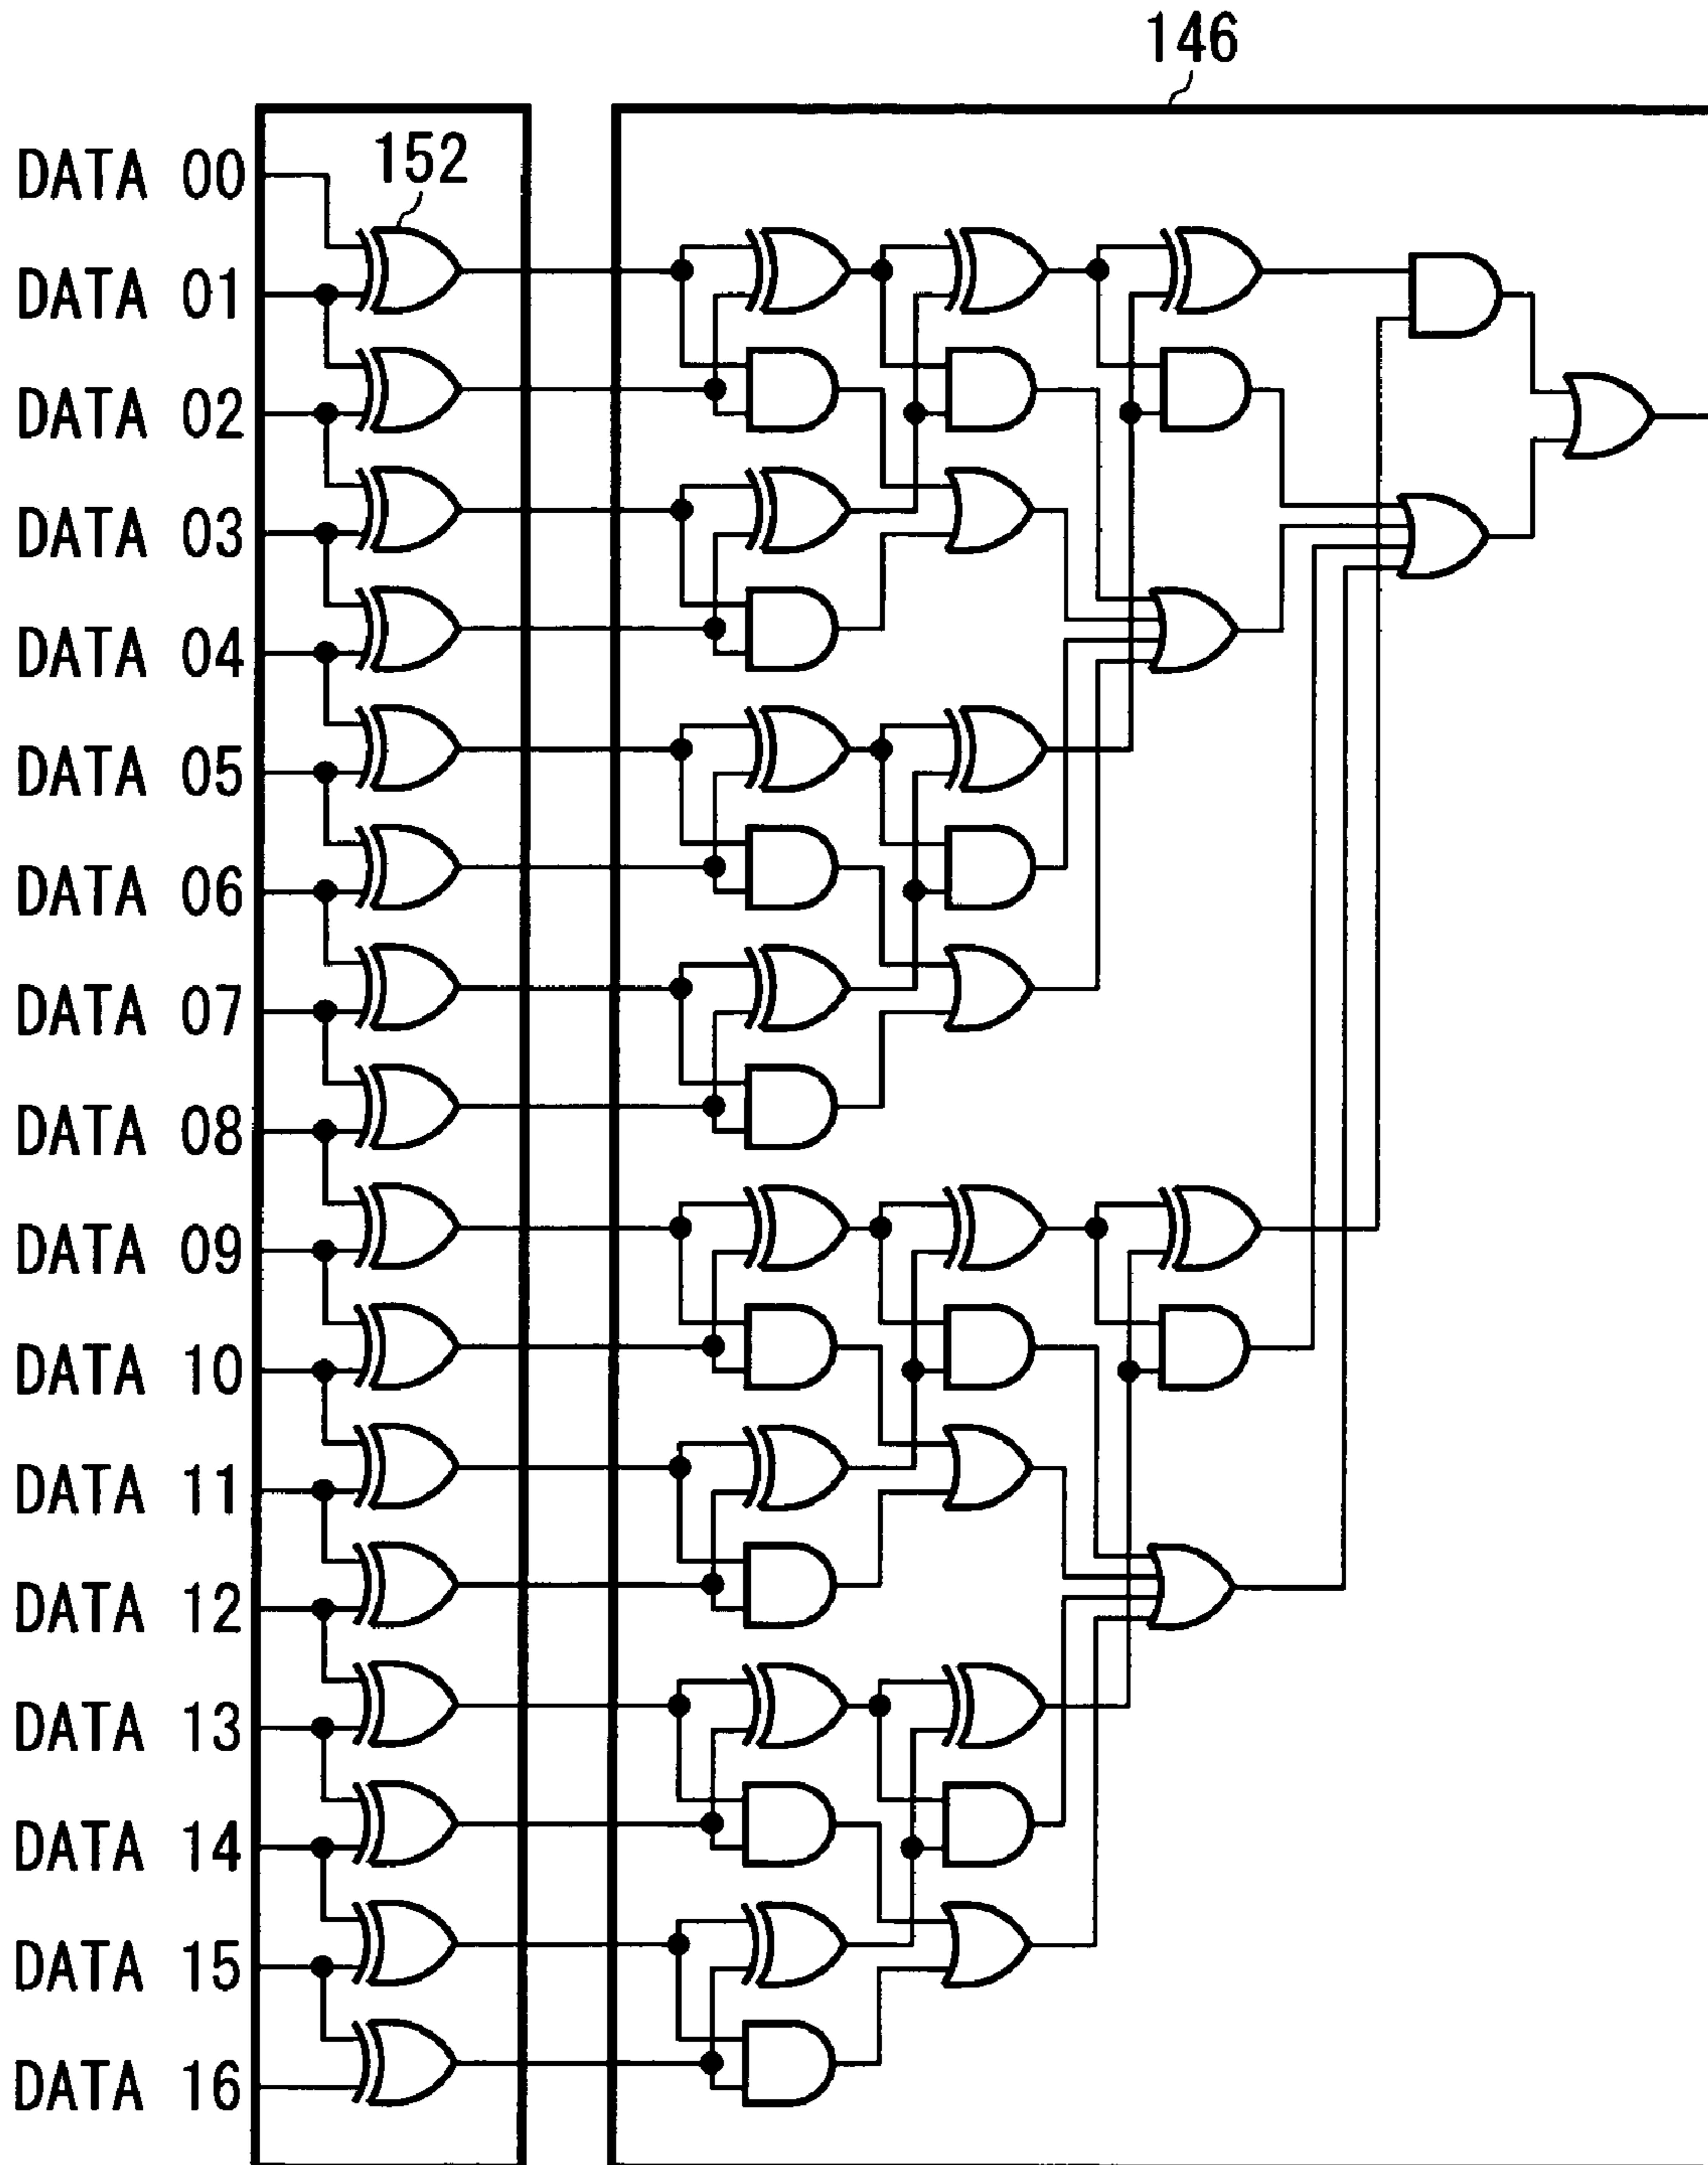 146
152
DATA 00
DATA 01
DATA 02
DATA 03
DATA 04
DATA 05
DATA 06
DATA 07
DATA 08
DATA 09
DATA 10
DATA 11
DATA 12
DATA 13
DATA 14
DATA 15
DATA 16